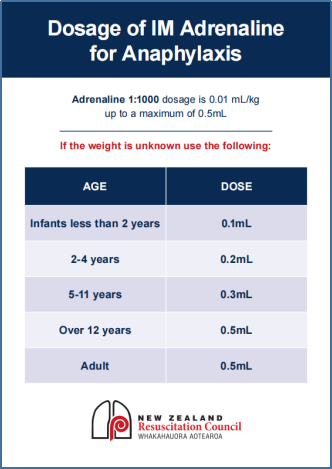 Dosage of IM Adrenaline
for Anaphylaxis
Adrenaline 1:1000 dosage is 0.01 mL/kg
up to a maximum of 0.5mL
If the weight is unknown use the following:
AGE DOSE
Infants less than 2 years 0.1mL
2-4 years 0.2mL
5-11 years 0.3mL
Over 12 years 0.5mL
Adult 0.5mL
NEW ZEALAND
Resuscitation Council
WHAKAHAUORA AOTEAROA